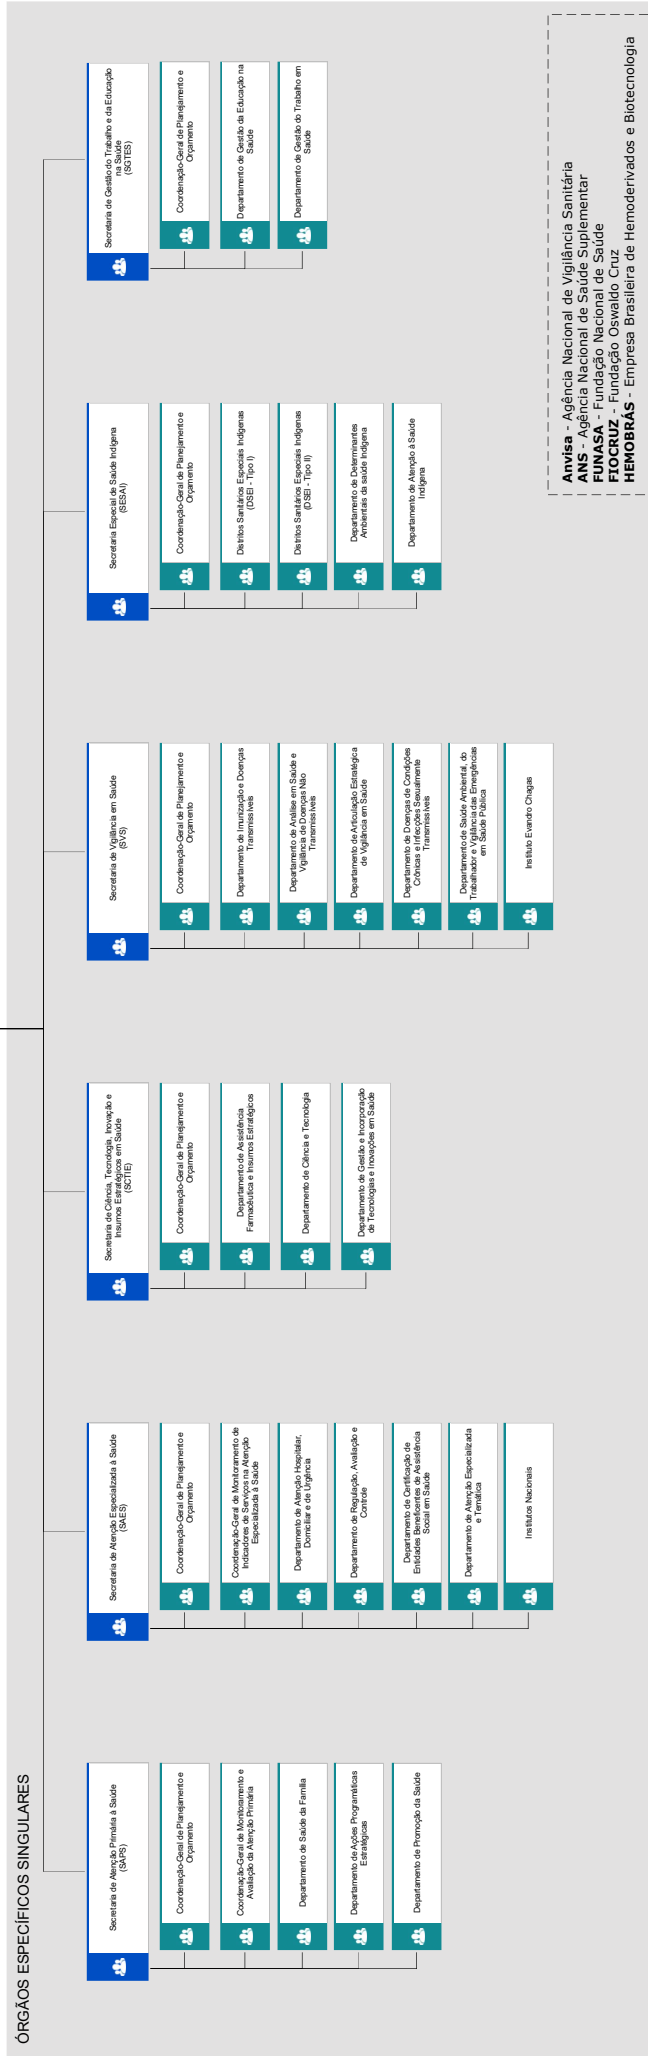 ÓRGÃOS ESPECÍFICOS SINGULARES
Secretaria de Atenção Primária à Saúde
(SAPS)
Coordenação-Geral de Planejamento e
Orçamento
Coordenação-Geral de Monitoramento e
Avaliação da Atenção Primária
Departamento de Saúde da Família
Departamento de Ações Programáticas
Estratégicas
Departamento de Promoção da Saúde
Secretaria de Atenção Especializada à Saúde
(SAES)
Coordenação-Geral de Planejamento e
Orçamento
Coordenação-Geral de Monitoramento de
Indicadores de Serviços na Atenção
Especializada à Saúde
Departamento de Atenção Hospitalar,
Domiciliar e de Urgência
Departamento de Regulação, Avaliação e
Controle
Departamento de Certificação de
Entidades Beneficentes de Assistência
Social em Saúde
Departamento de Atenção Especializada
e Temática
Institutos Nacionais
Secretaria de Ciência, Tecnologia, Inovação e
Insumos Estratégicos em Saúde
(SCTIE)
Coordenação-Geral de Planejamento e
Orçamento
Departamento de Assistência
Farmacêutica e Insumos Estratégicos
Departamento de Ciência e Tecnologia
Departamento de Gestão e Incorporação
de Tecnologias e Inovações em Saúde
Secretaria de Vigilância em Saúde
(SVS)
Coordenação-Geral de Planejamento e
Orçamento
Departamento de Imunização e Doenças
Transmissíveis
Departamento de Análise em Saúde e
Vigilância de Doenças Não
Transmissíveis
Departamento de Articulação Estratégica
de Vigilância em Saúde
Departamento de Doenças de Condições
Crônicas e Infecções Sexualmente
Transmissíveis
Departamento de Saúde Ambiental, do
Trabalhador e Vigilância das Emergências
em Saúde Pública
Instituto Evandro Chagas
Secretaria Especial de Saúde Indígena
(SESAI)
Coordenação-Geral de Planejamento e
Orçamento
Distritos Sanitários Especiais Indígenas
(DSEI - Tipo I)
Distritos Sanitários Especiais Indígenas
(DSEI - Tipo II)
Departamento de Determinantes
Ambientais da saúde Indígena
Departamento de Atenção à Saúde
Indígena
Secretaria de Gestão do Trabalho e da Educação
na Saúde
(SGTES)
Coordenação-Geral de Planejamento e
Orçamento
Departamento de Gestão da Educação na
Saúde
Departamento de Gestão do Trabalho em
Saúde
Anvisa - Agência Nacional de Vigilância Sanitária
ANS - Agência Nacional de Saúde Suplementar
FUNASA - Fundação Nacional de Saúde
FIOCRUZ - Fundação Oswaldo Cruz
HEMOBRÁS - Empresa Brasileira de Hemoderivados e Biotecnologia